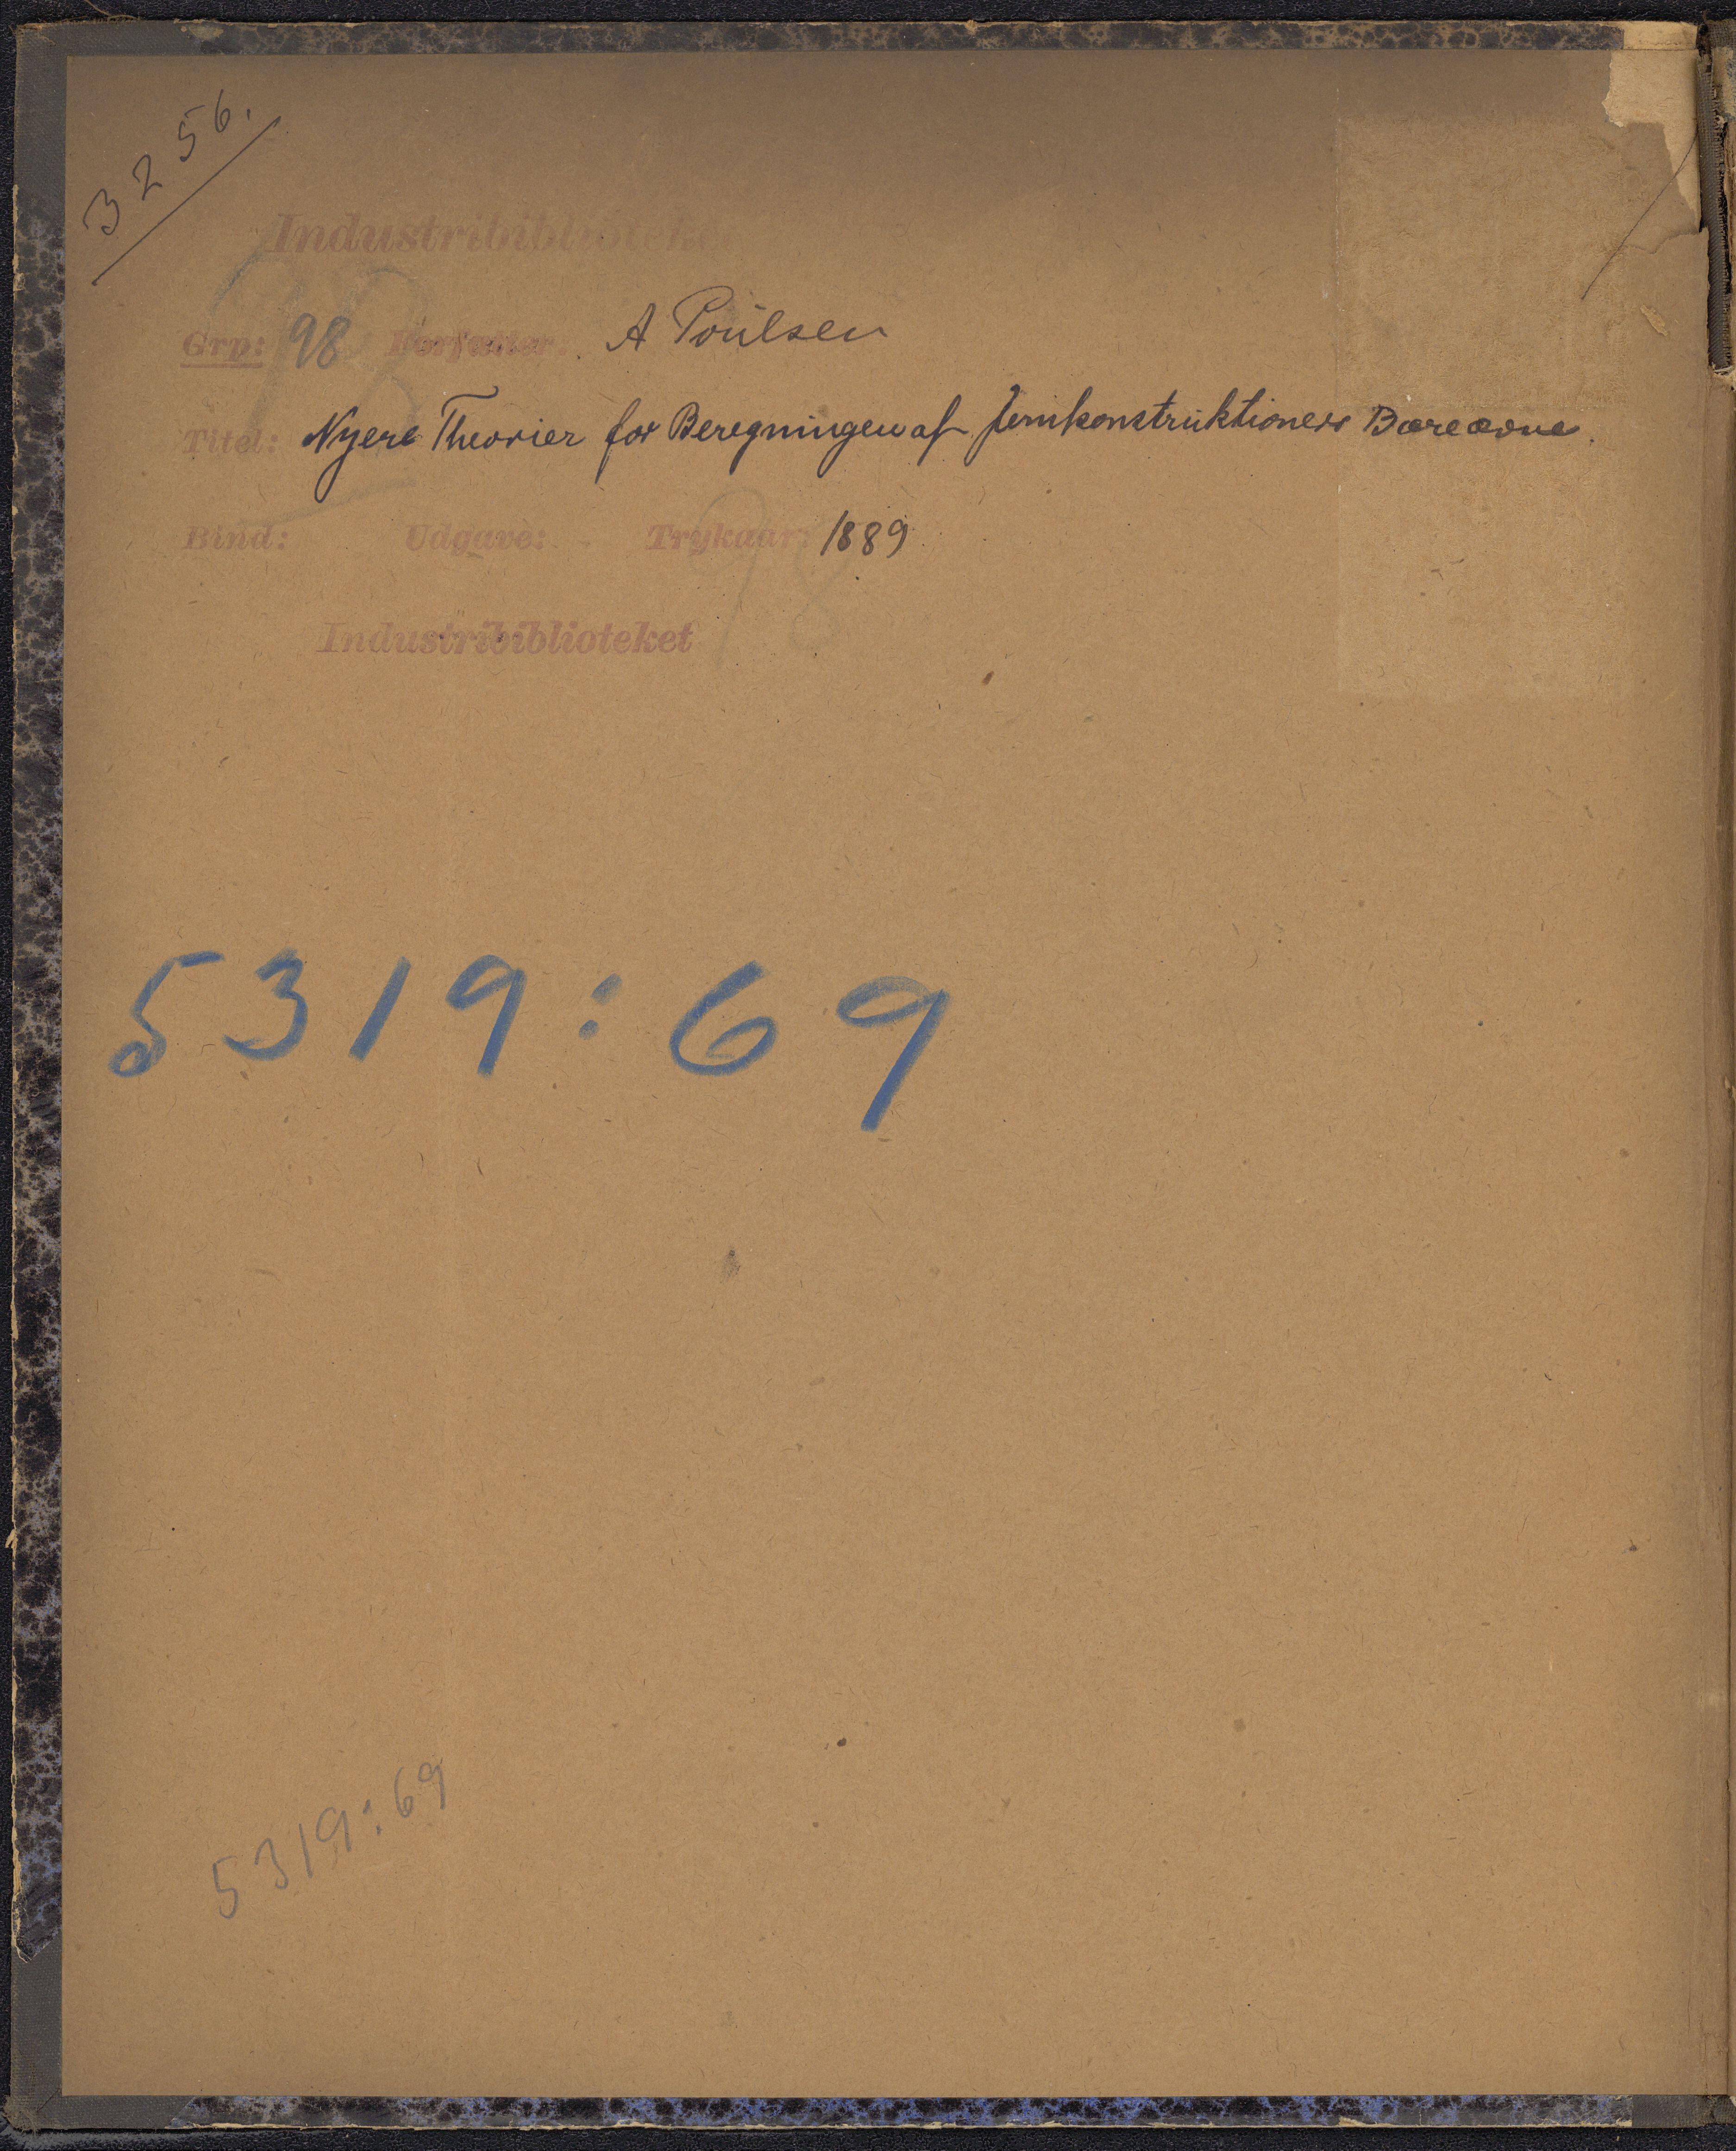 3256.
Industribiblioteket
Grp: 98 Forfatter: A Poulsen
Titel: Nyere Theorier for Beregningen af Jernkonstruktioners Bæreævne.
Bind: Udgave: Trykaar: 1889
98
Industribiblioteket
5319:69
5319:69